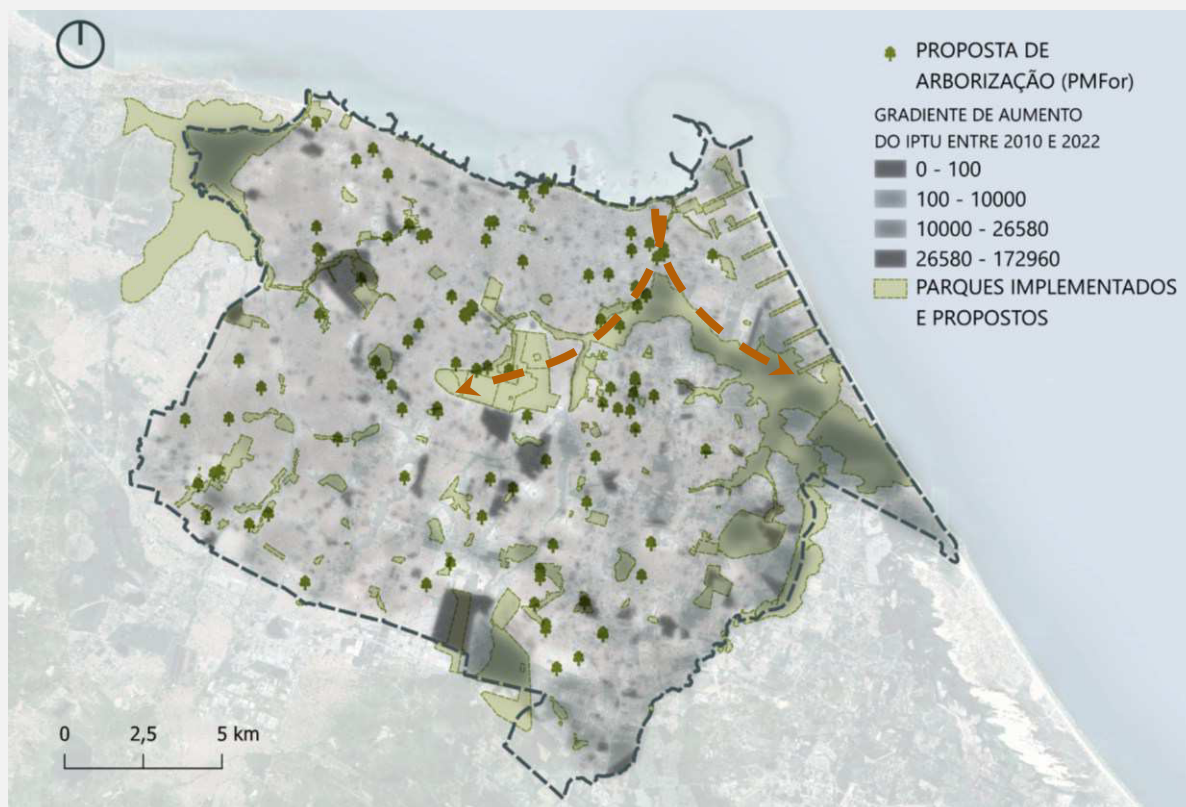 PROPOSTA DE
ARBORIZAÇÃO (PMFor)
GRADIENTE DE AUMENTO
DO IPTU ENTRE 2010 E 2022
0 - 100
100 - 10000
10000 - 26580
26580 - 172960
PARQUES IMPLEMENTADOS
E PROPOSTOS
0 2,5 5 km